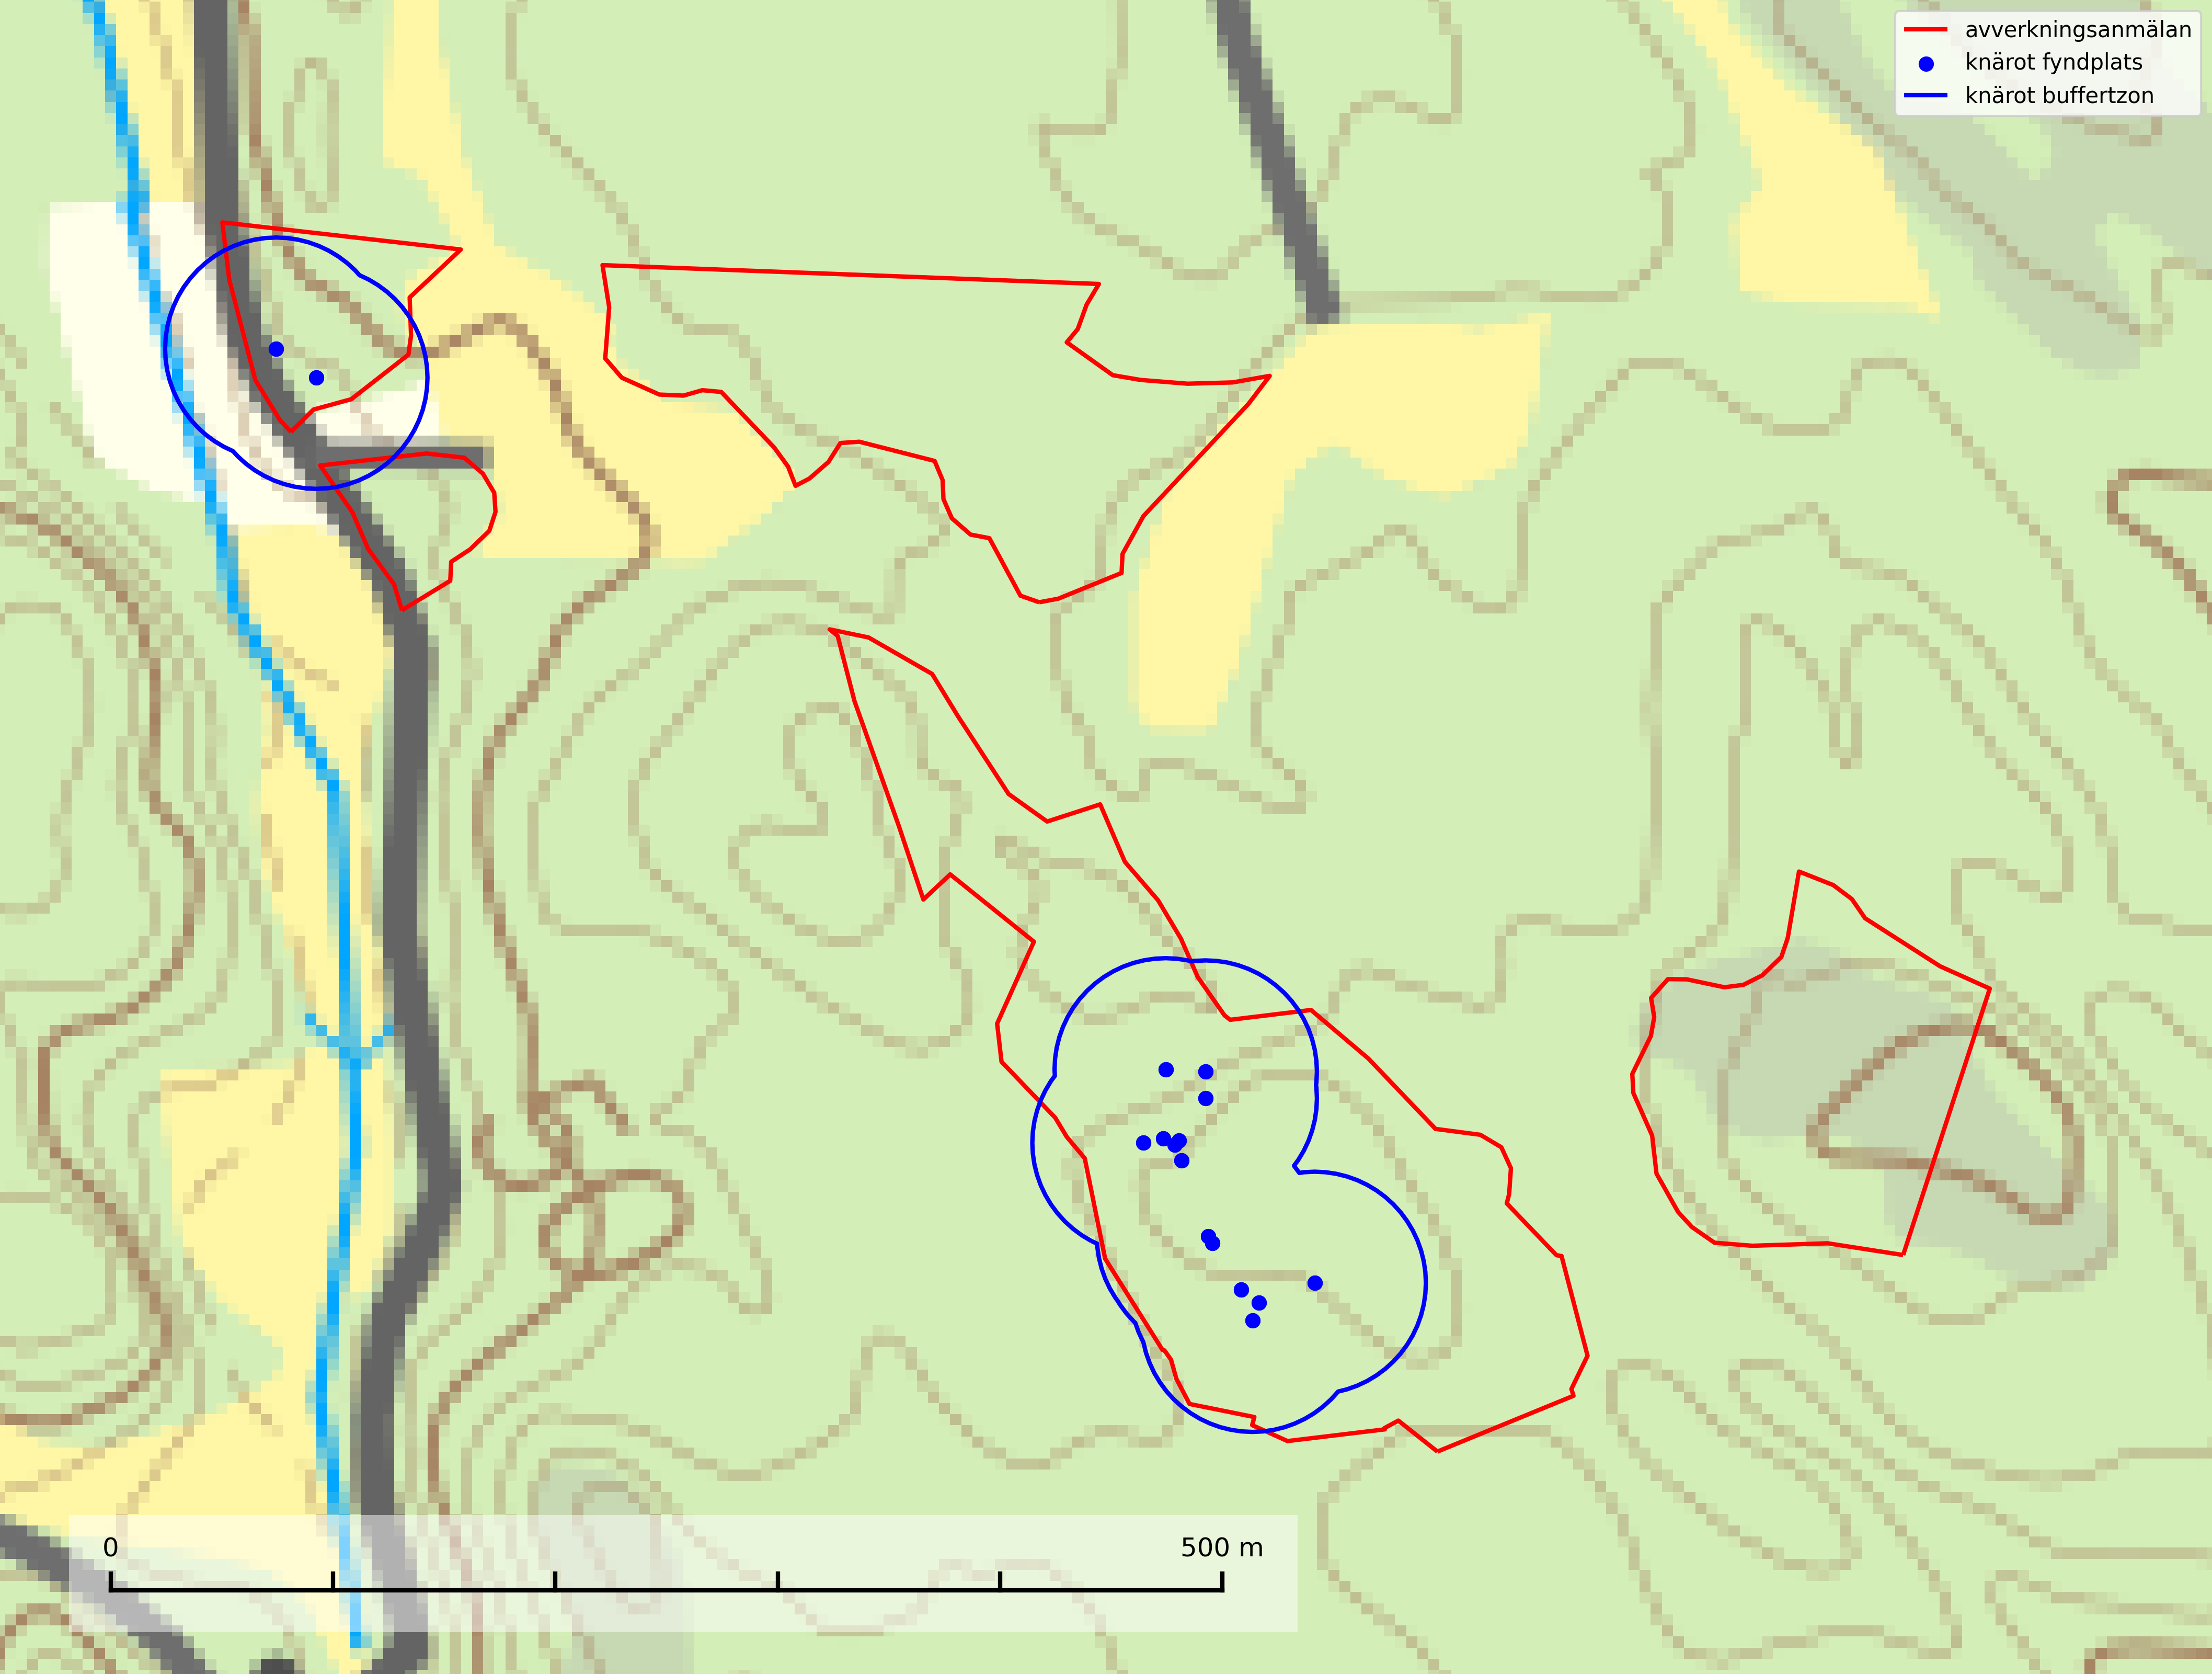 avverkningsanmälan
knärot fyndplats
knärot buffertzon
0 500 m